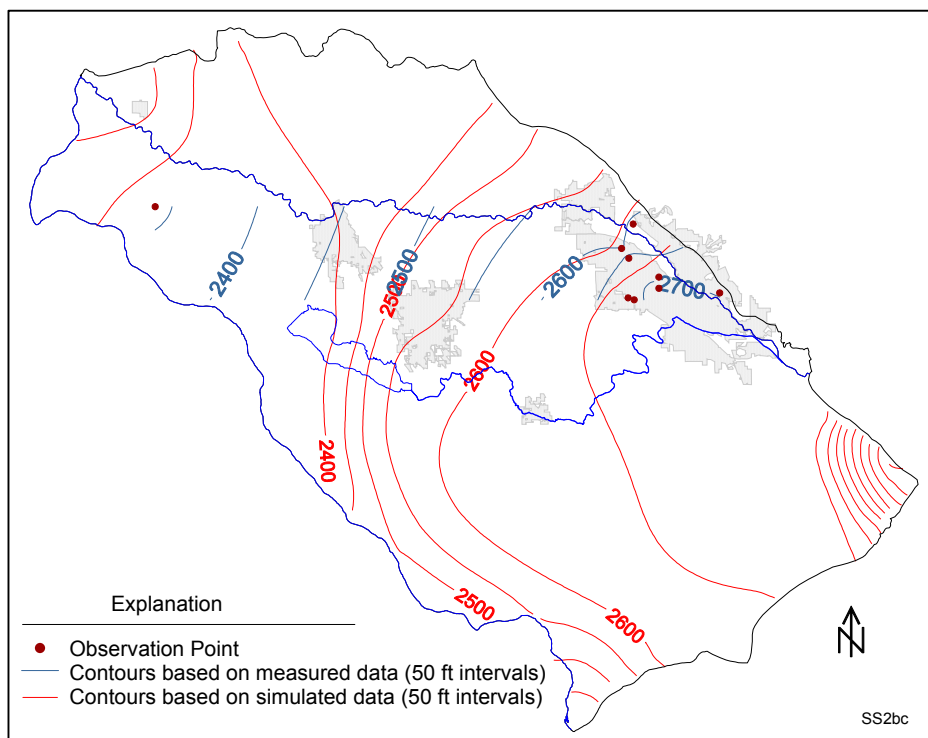 2400
2500
2500
2600
2700
2600
2400
2500
2600
Explanation
Observation Point
Contours based on measured data (50 ft intervals)
Contours based on simulated data (50 ft intervals)
N
SS2bc